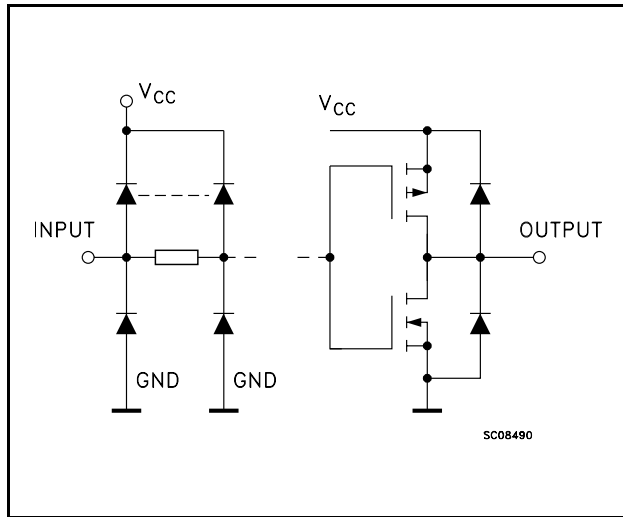 VCC
VCC
INPUT
OUTPUT
GND
GND
SC08490